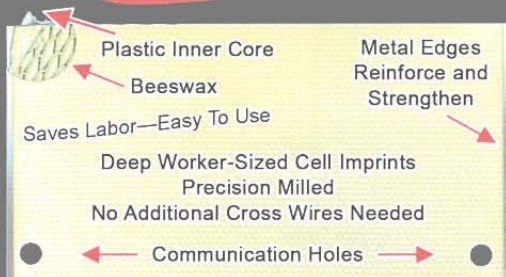 Plastic Inner Core
Beeswax
Metal Edges
Reinforce and
Strengthen
Saves Labor—Easy To Use
Deep Worker-Sized Cell Imprints
Precision Milled
No Additional Cross Wires Needed
Communication Holes